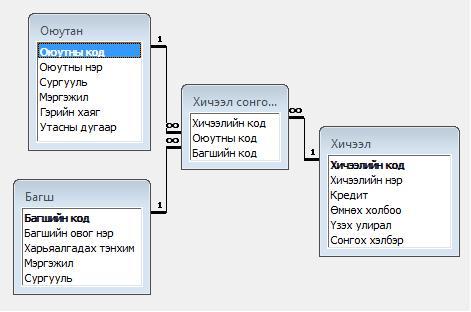 Оюутан
Оюутны код
Оюутны нэр
Сургууль
Мэргэжил
Гэрийн хаяг
Утасны дугаар
1
∞
∞
1
Хичээл сонго...
Хичээлийн код
Оюутны код
Багшийн код
∞
1
Багш
Багшийн код
Багшийн овог нэр
Харьяалгадах тэнхим
Мэргэжил
Сургууль
Хичээл
Хичээлийн код
Хичээлийн нэр
Кредит
Өмнөх холбоо
Үзэх улирал
Сонгох хэлбэр